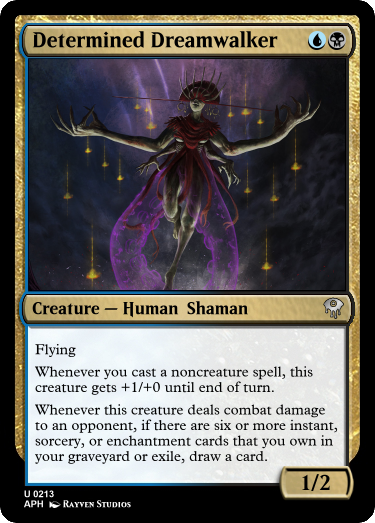 Determined Dreamwalker
Creature — Human Shaman
Flying
Whenever you cast a noncreature spell, this
creature gets +1/+0 until end of turn.
Whenever this creature deals combat damage
to an opponent, if there are six or more instant,
sorcery, or enchantment cards that you own in
your graveyard or exile, draw a card.
1/2
U 0213
APH Rayven Studios